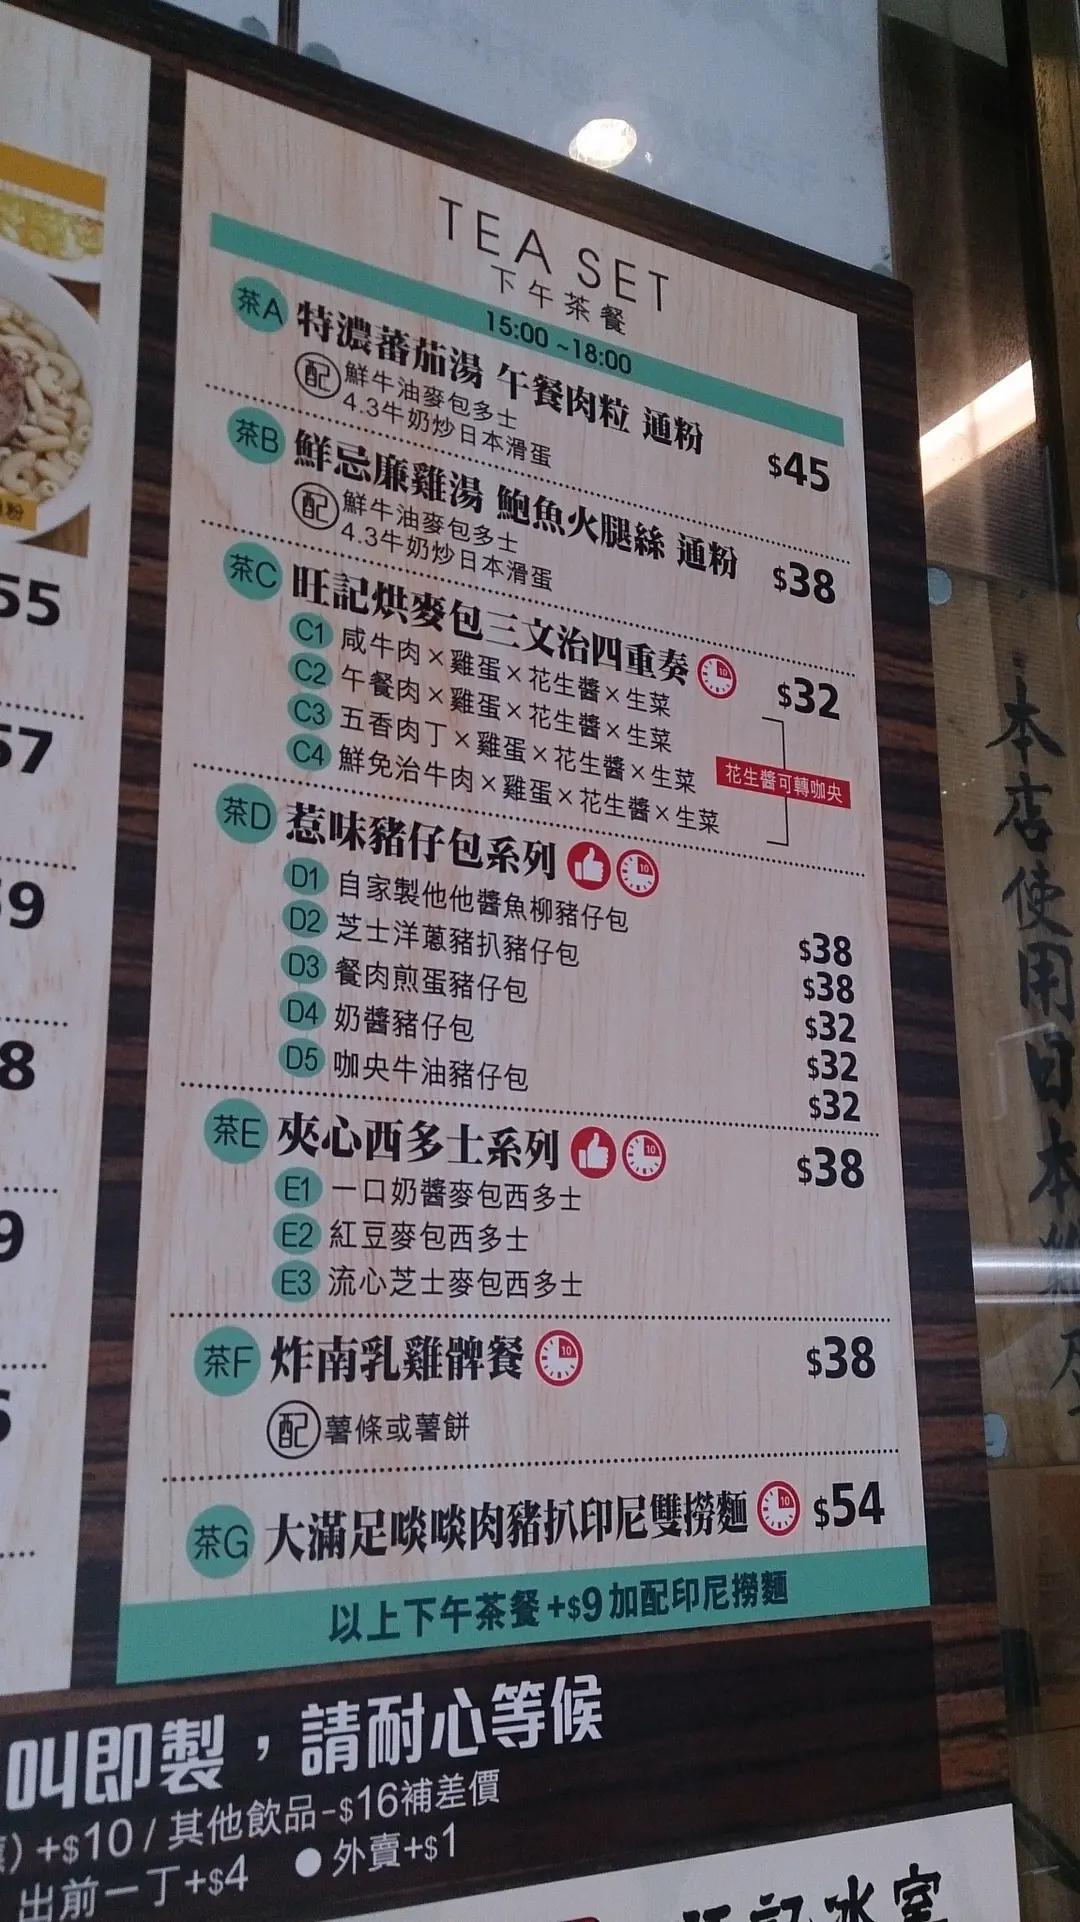 TEA SET
下午茶餐
15:00 ~18:00
茶A 特濃蕃茄湯 午餐肉粒 通粉 $45
配 鮮牛油麥包多士
4.3牛奶炒日本滑蛋
茶B 鮮忌廉雞湯 鮑魚火腿絲 通粉 $38
配 鮮牛油麥包多士
4.3牛奶炒日本滑蛋
茶C 旺記烘麥包三文治四重奏 10 $32
C1 咸牛肉×雞蛋×花生醬×生菜
C2 午餐肉×雞蛋×花生醬×生菜
C3 五香肉丁×雞蛋×花生醬×生菜
C4 鮮免治牛肉×雞蛋×花生醬×生菜
花生醬可轉咖央
茶D 惹味豬仔包系列 10
D1 自家製他他醬魚柳豬仔包 $38
D2 芝士洋蔥豬扒豬仔包 $38
D3 餐肉煎蛋豬仔包 $32
D4 奶醬豬仔包 $32
D5 咖央牛油豬仔包 $32
茶E 夾心西多士系列 10 $38
E1 一口奶醬麥包西多士
E2 紅豆麥包西多士
E3 流心芝士麥包西多士
茶F 炸南乳雞髀餐 10 $38
配 薯條或薯餅
茶G 大滿足啖啖肉豬扒印尼雙撈麵 10 $54
以上下午茶餐+$9加配印尼撈麵
叫即製，請耐心等候
)+$10 / 其他飲品-$16補差價
出前一丁+$4 ●外賣+$1
記冰室
粉
55
57
9
8
9
本店使用日本